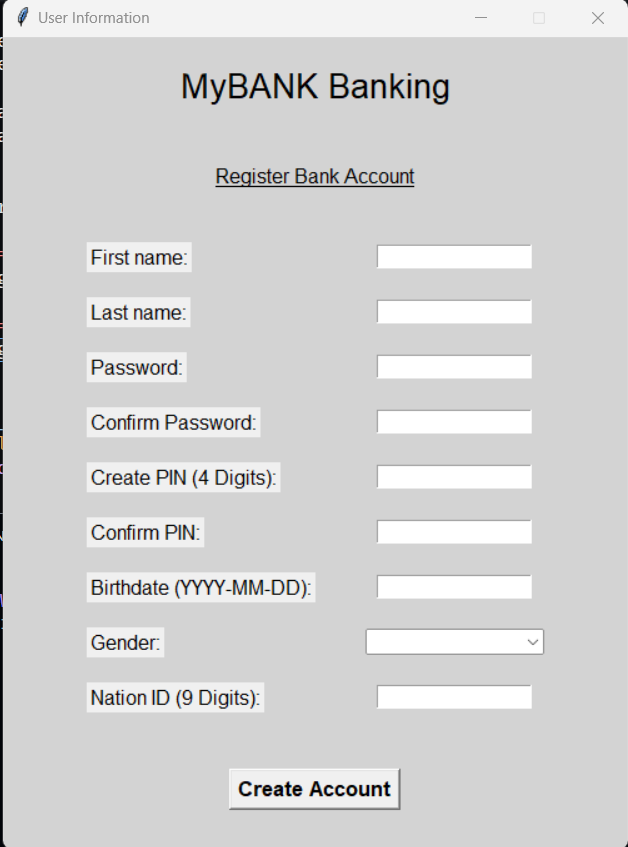 User Information
MyBANK Banking
Register Bank Account
First name:
Last name:
Password:
Confirm Password:
Create PIN (4 Digits):
Confirm PIN:
Birthdate (YYYY-MM-DD):
Gender:
Nation ID (9 Digits):
Create Account